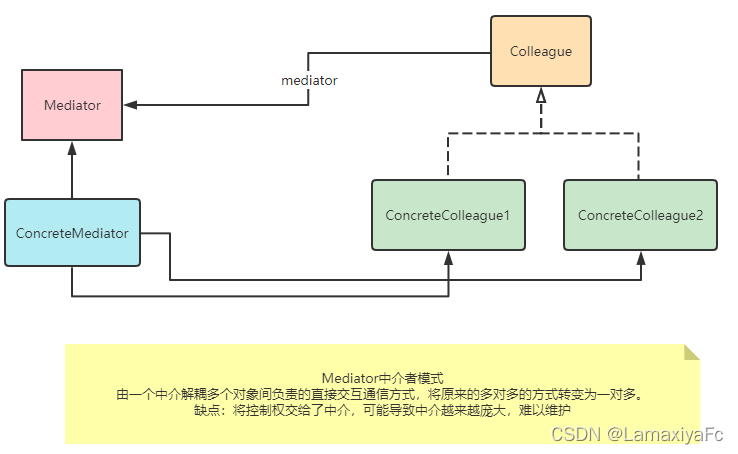 Colleague
mediator
Mediator
ConcreteMediator
ConcreteColleague1
ConcreteColleague2
Mediator中介者模式
由一个中介解耦多个对象间负责的直接交互通信方式，将原来的多对多的方式转变为一对多。
缺点：将控制权交给了中介，可能导致中介越来越庞大，难以维护
CSDN @LamaxiyaFc